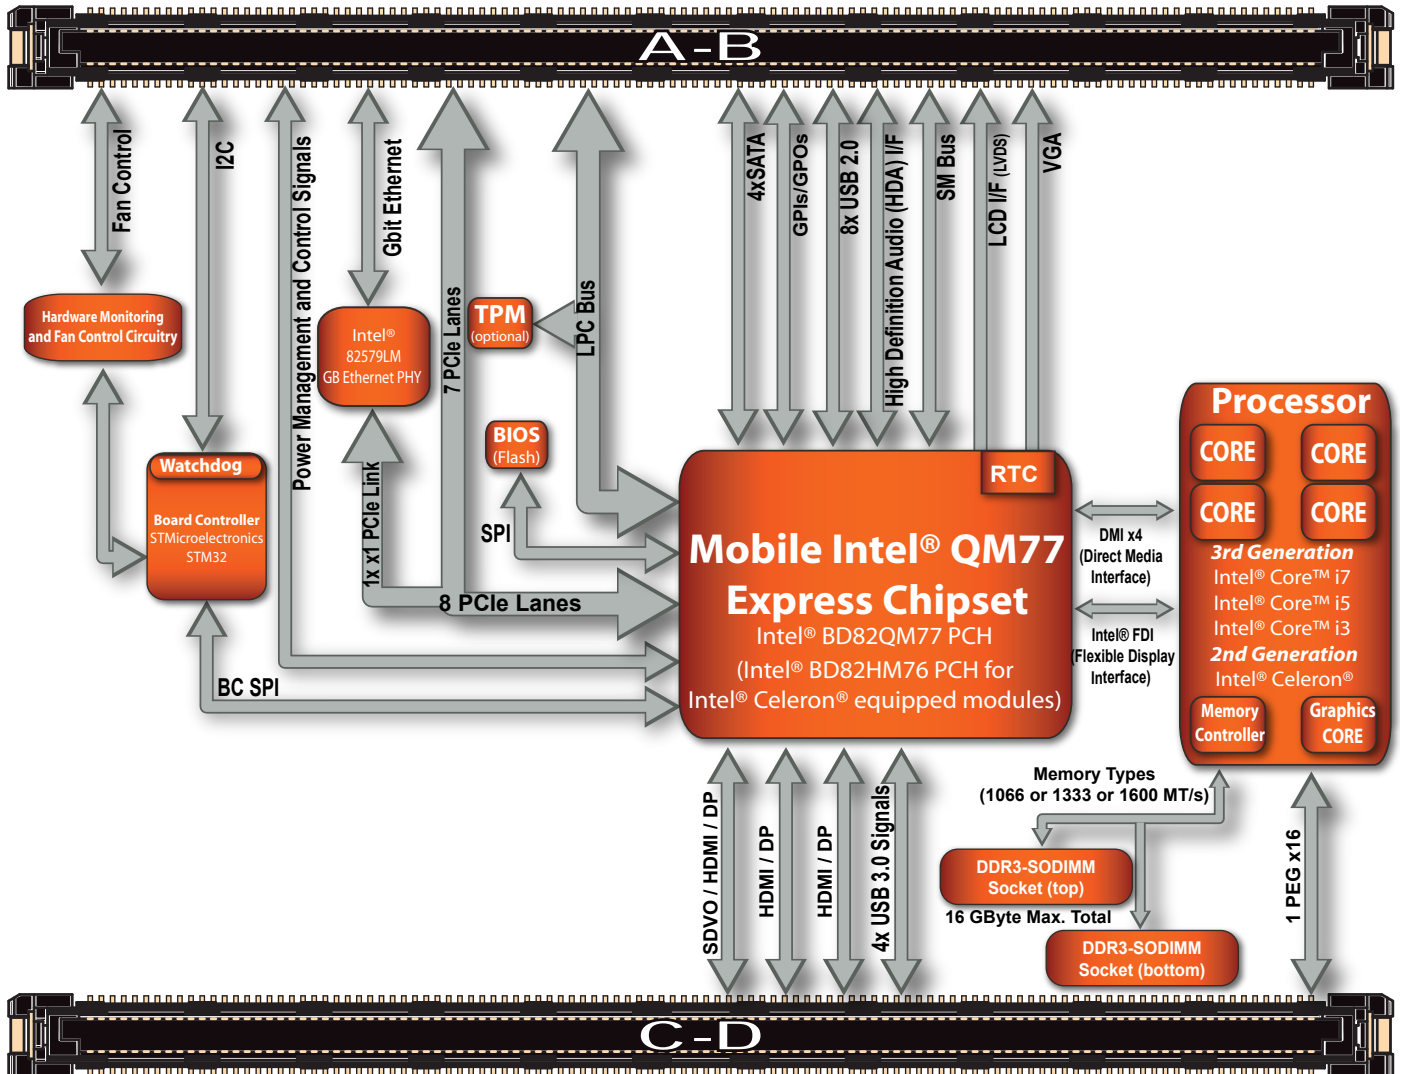 A-B
Fan Control
I2C
Power Management and Control Signals
Gbit Ethernet
7 PCIe Lanes
LPC Bus
4xSATA
GPIs/GPOs
8x USB 2.0
High Definition Audio (HDA) I/F
SM Bus
LCD I/F (LVDS)
VGA
Hardware Monitoring
and Fan Control Circuitry
Intel®
82579LM
GB Ethernet PHY
TPM
(optional)
BIOS
(Flash)
SPI
1x x1 PCIe Link
8 PCIe Lanes
Watchdog
Board Controller
STMicroelectronics
STM32
BC SPI
RTC
Mobile Intel® QM77
Express Chipset
Intel® BD82QM77 PCH
(Intel® BD82HM76 PCH for
Intel® Celeron® equipped modules)
DMI x4
(Direct Media
Interface)
Intel® FDI
(Flexible Display
Interface)
Processor
CORE
CORE
CORE
CORE
3rd Generation
Intel® Core™ i7
Intel® Core™ i5
Intel® Core™ i3
2nd Generation
Intel® Celeron®
Memory
Controller
Graphics
CORE
SDVO / HDMI / DP
HDMI / DP
HDMI / DP
4x USB 3.0 Signals
Memory Types
(1066 or 1333 or 1600 MT/s)
DDR3-SODIMM
Socket (top)
16 GByte Max. Total
DDR3-SODIMM
Socket (bottom)
1 PEG x16
C-D